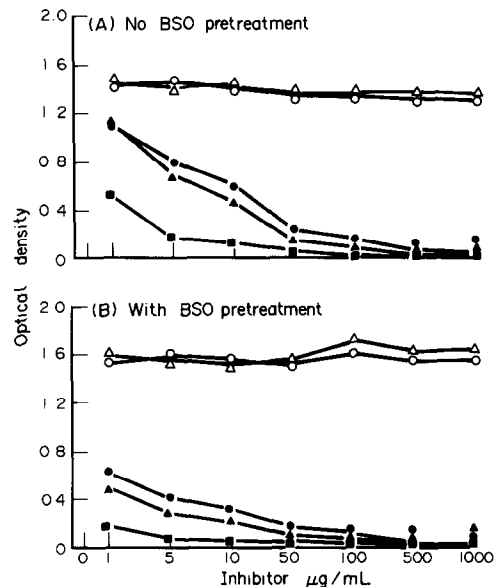 2 0
(A) No BSO pretreatment
1 6
1 2
0 8
0 4
0
2 0
(B) With BSO pretreatment
1 6
1 2
0 8
0 4
0
0 1 5 10 50 100 500 1000
Inhibitor μg/mL
Optical density